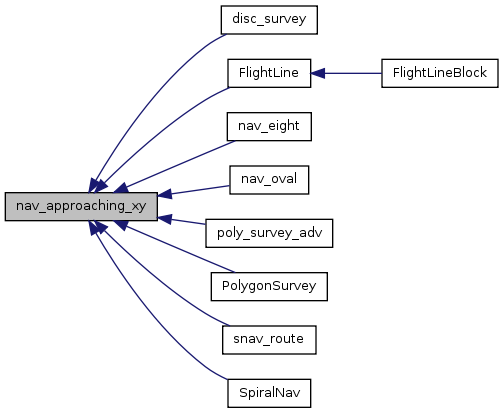 disc_survey
FlightLine
FlightLineBlock
nav_eight
nav_oval
nav_approaching_xy
poly_survey_adv
PolygonSurvey
snav_route
SpiralNav